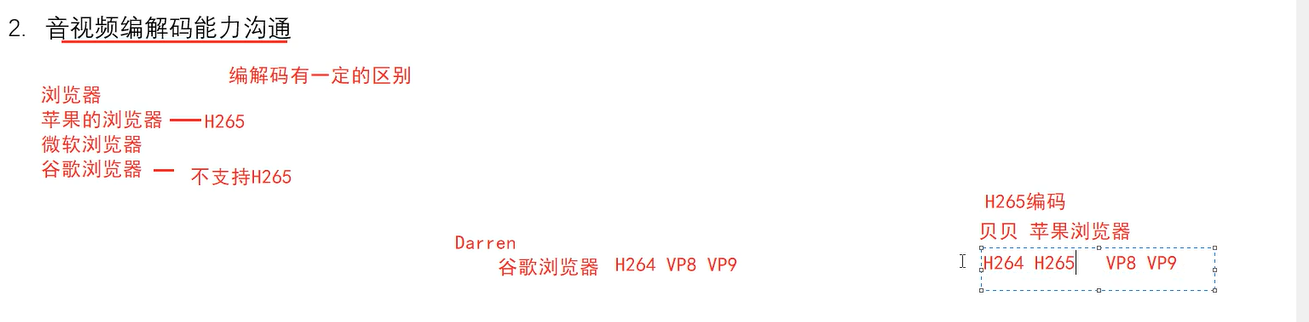 2. 音视频编解码能力沟通
编解码有一定的区别
浏览器
苹果的浏览器 H265
微软浏览器
谷歌浏览器 不支持H265
H265编码
贝贝 苹果浏览器
Darren
谷歌浏览器 H264 VP8 VP9
H264 H265 VP8 VP9